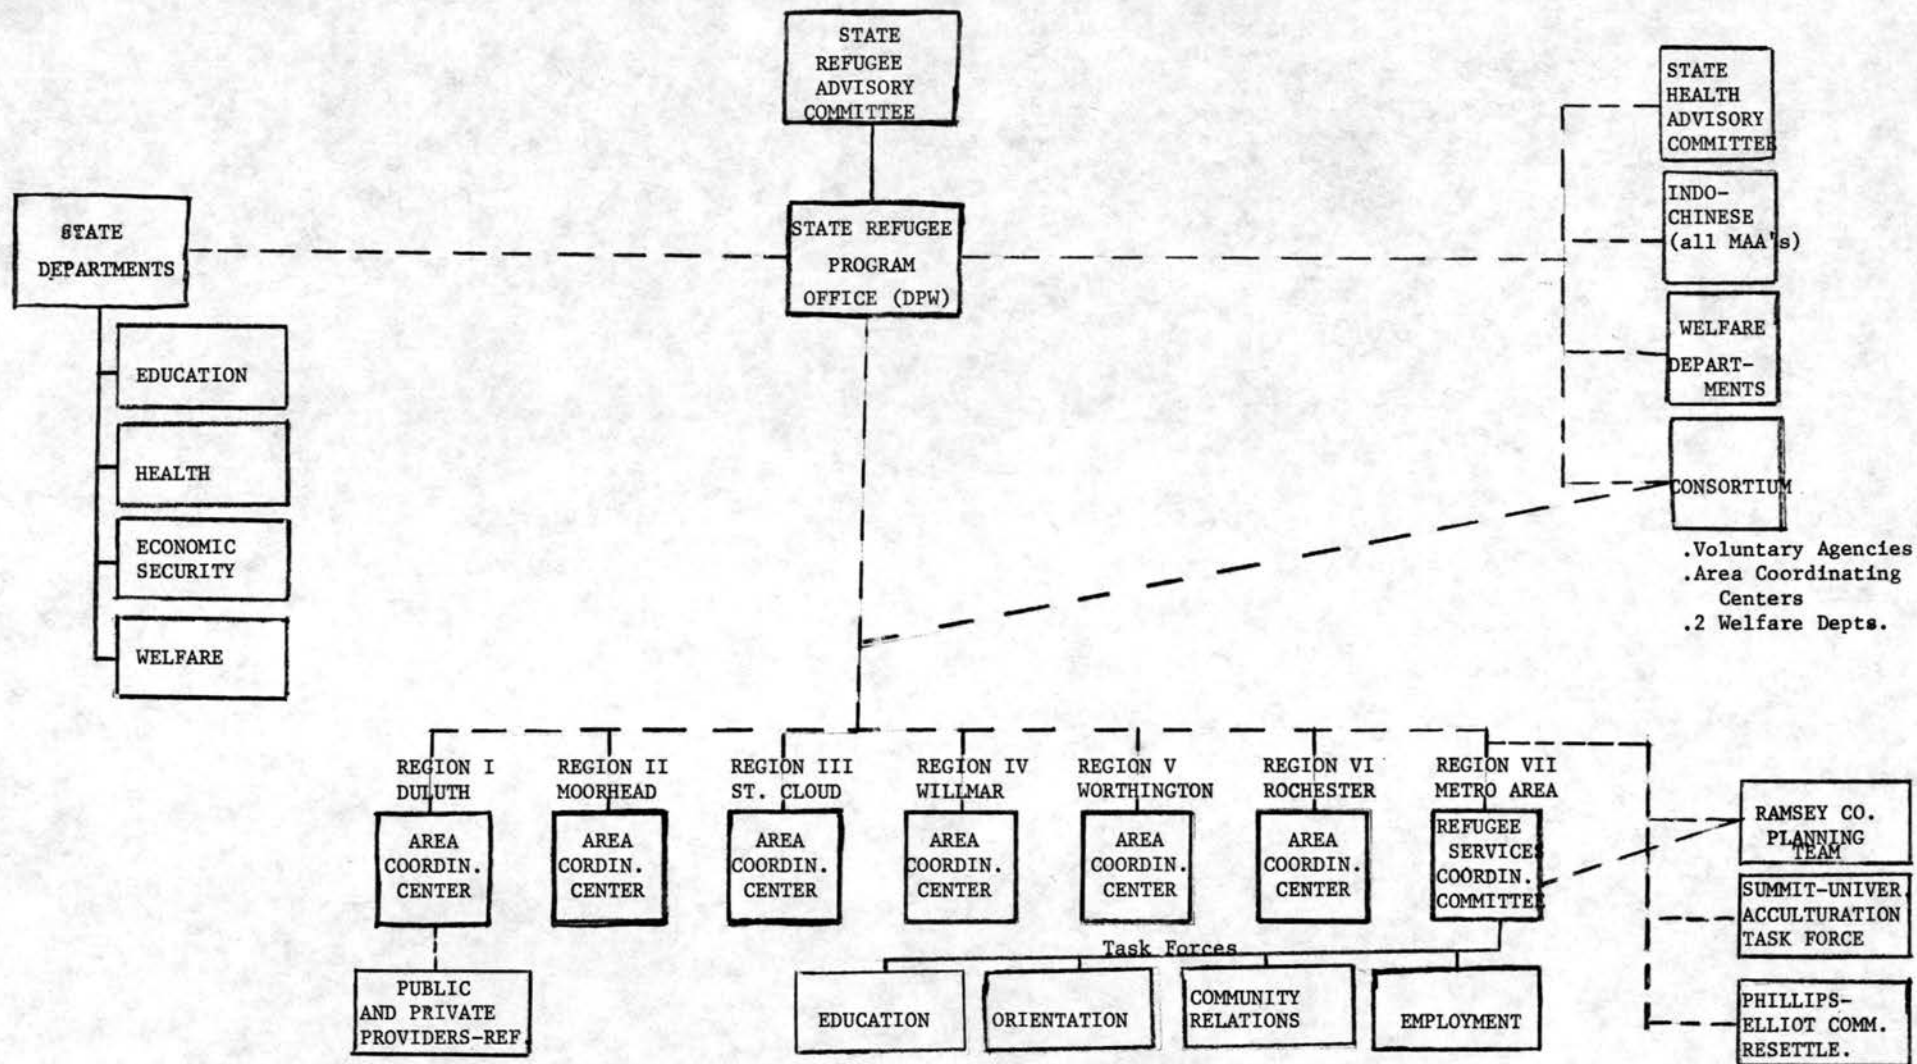 STATE
REFUGEE
ADVISORY
COMMITTEE
STATE REFUGEE
PROGRAM
OFFICE (DPW)
STATE
DEPARTMENTS
EDUCATION
HEALTH
ECONOMIC
SECURITY
WELFARE
STATE
HEALTH
ADVISORY
COMMITTEE
INDO-
CHINESE
(all MAA's)
WELFARE
DEPART-
MENTS
CONSORTIUM
.Voluntary Agencies
.Area Coordinating
Centers
.2 Welfare Depts.
REGION I
DULUTH
AREA
COORDIN.
CENTER
PUBLIC
AND PRIVATE
PROVIDERS-REF.
REGION II
MOORHEAD
AREA
CORDIN.
CENTER
REGION III
ST. CLOUD
AREA
COORDIN.
CENTER
REGION IV
WILLMAR
AREA
COORDIN.
CENTER
REGION V
WORTHINGTON
AREA
COORDIN.
CENTER
REGION VI
ROCHESTER
AREA
COORDIN.
CENTER
REGION VII
METRO AREA
REFUGEE
SERVICES
COORDIN.
COMMITTEE
Task Forces
EDUCATION
ORIENTATION
COMMUNITY
RELATIONS
EMPLOYMENT
RAMSEY CO.
PLANNING
TEAM
SUMMIT-UNIVER.
ACCULTURATION
TASK FORCE
PHILLIPS-
ELLIOT COMM.
RESETTLE.